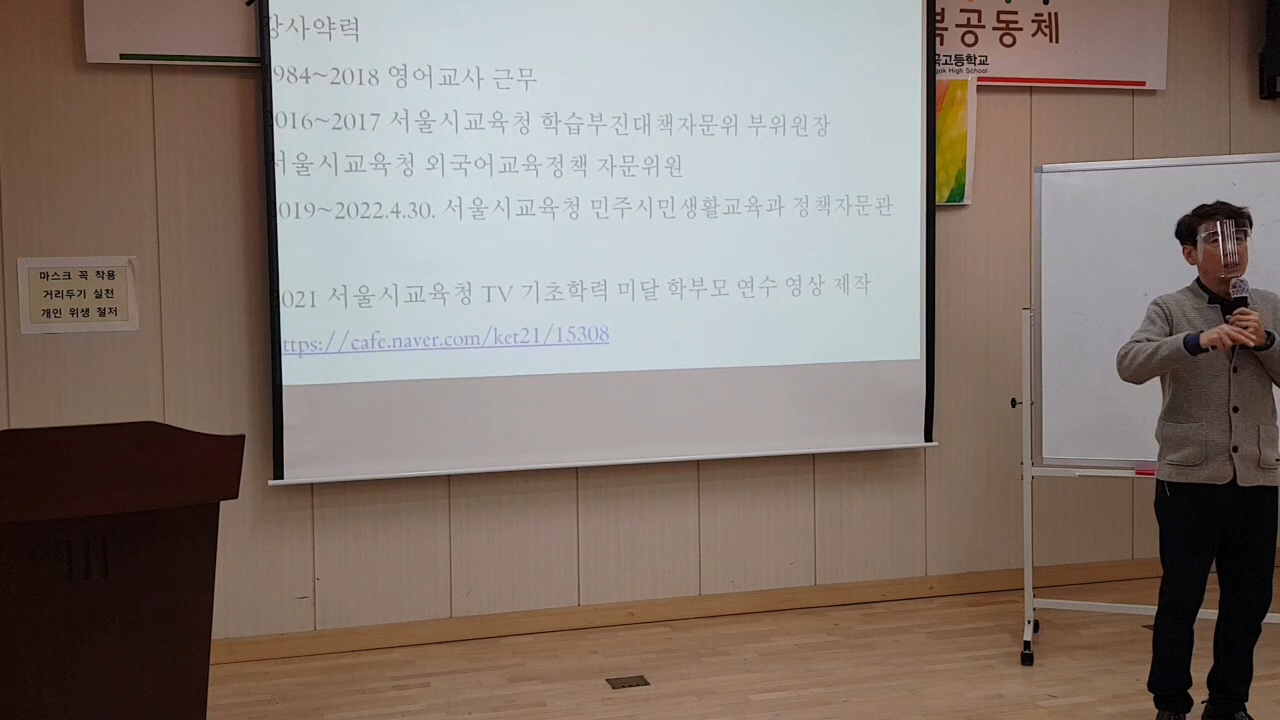 강사약력
1984~2018 영어교사 근무
2016~2017 서울시교육청 학습부진대책자문위 부위원장
서울시교육청 외국어교육정책 자문위원
2019~2022.4.30. 서울시교육청 민주시민생활교육과 정책자문관
2021 서울시교육청 TV 기초학력 미달 학부모 연수 영상 제작
https://cafe.naver.com/ket21/15308
복공동체
고등학교
High School
마스크 꼭 착용
거리두기 실천
개인 위생 철저